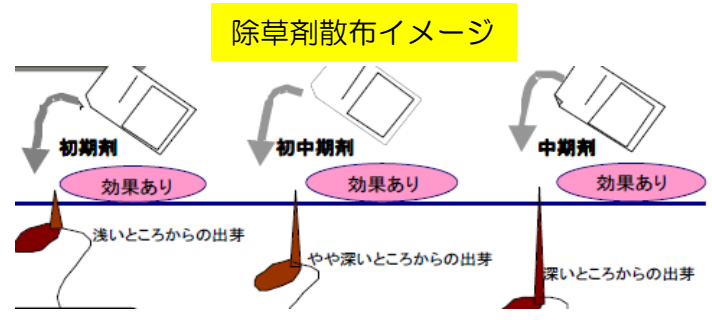 除草剤散布イメージ
初期剤
初中期剤
中期剤
効果あり
効果あり
効果あり
浅いところからの出芽
やや深いところからの出芽
深いところからの出芽